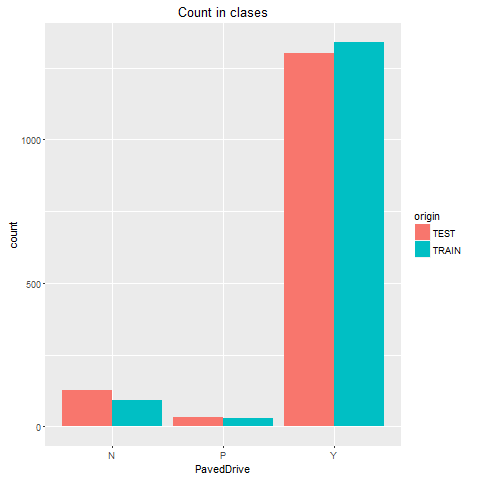 Count in clases
count
1000
500
0
N P Y
PavedDrive
origin
TEST
TRAIN